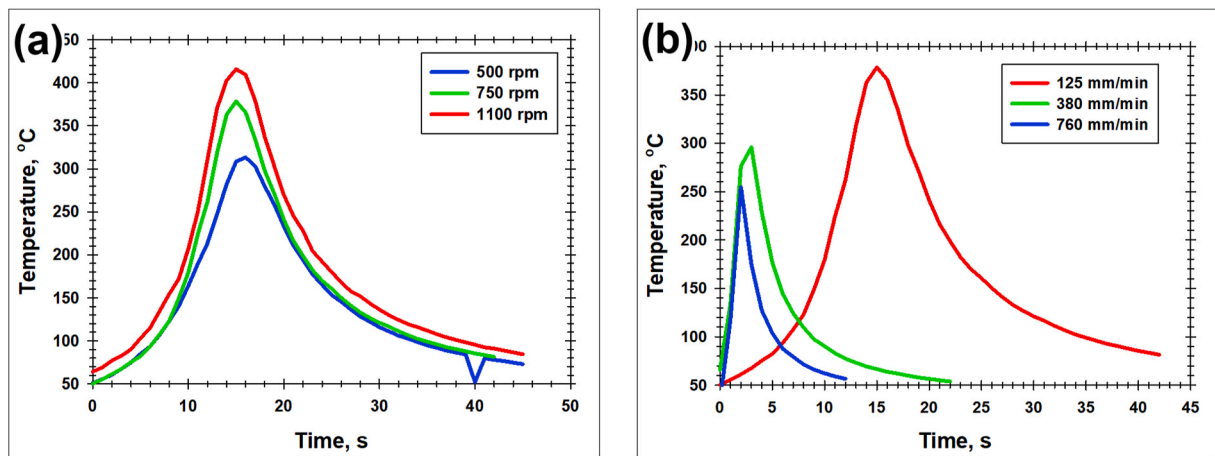 (a)
500 rpm
750 rpm
1100 rpm
Temperature, °C
400
350
300
250
200
150
100
50
0 10 20 30 40 50
Time, s
(b)
125 mm/min
380 mm/min
760 mm/min
Temperature, °C
350
300
250
200
150
100
50
0 5 10 15 20 25 30 35 40 45
Time, s